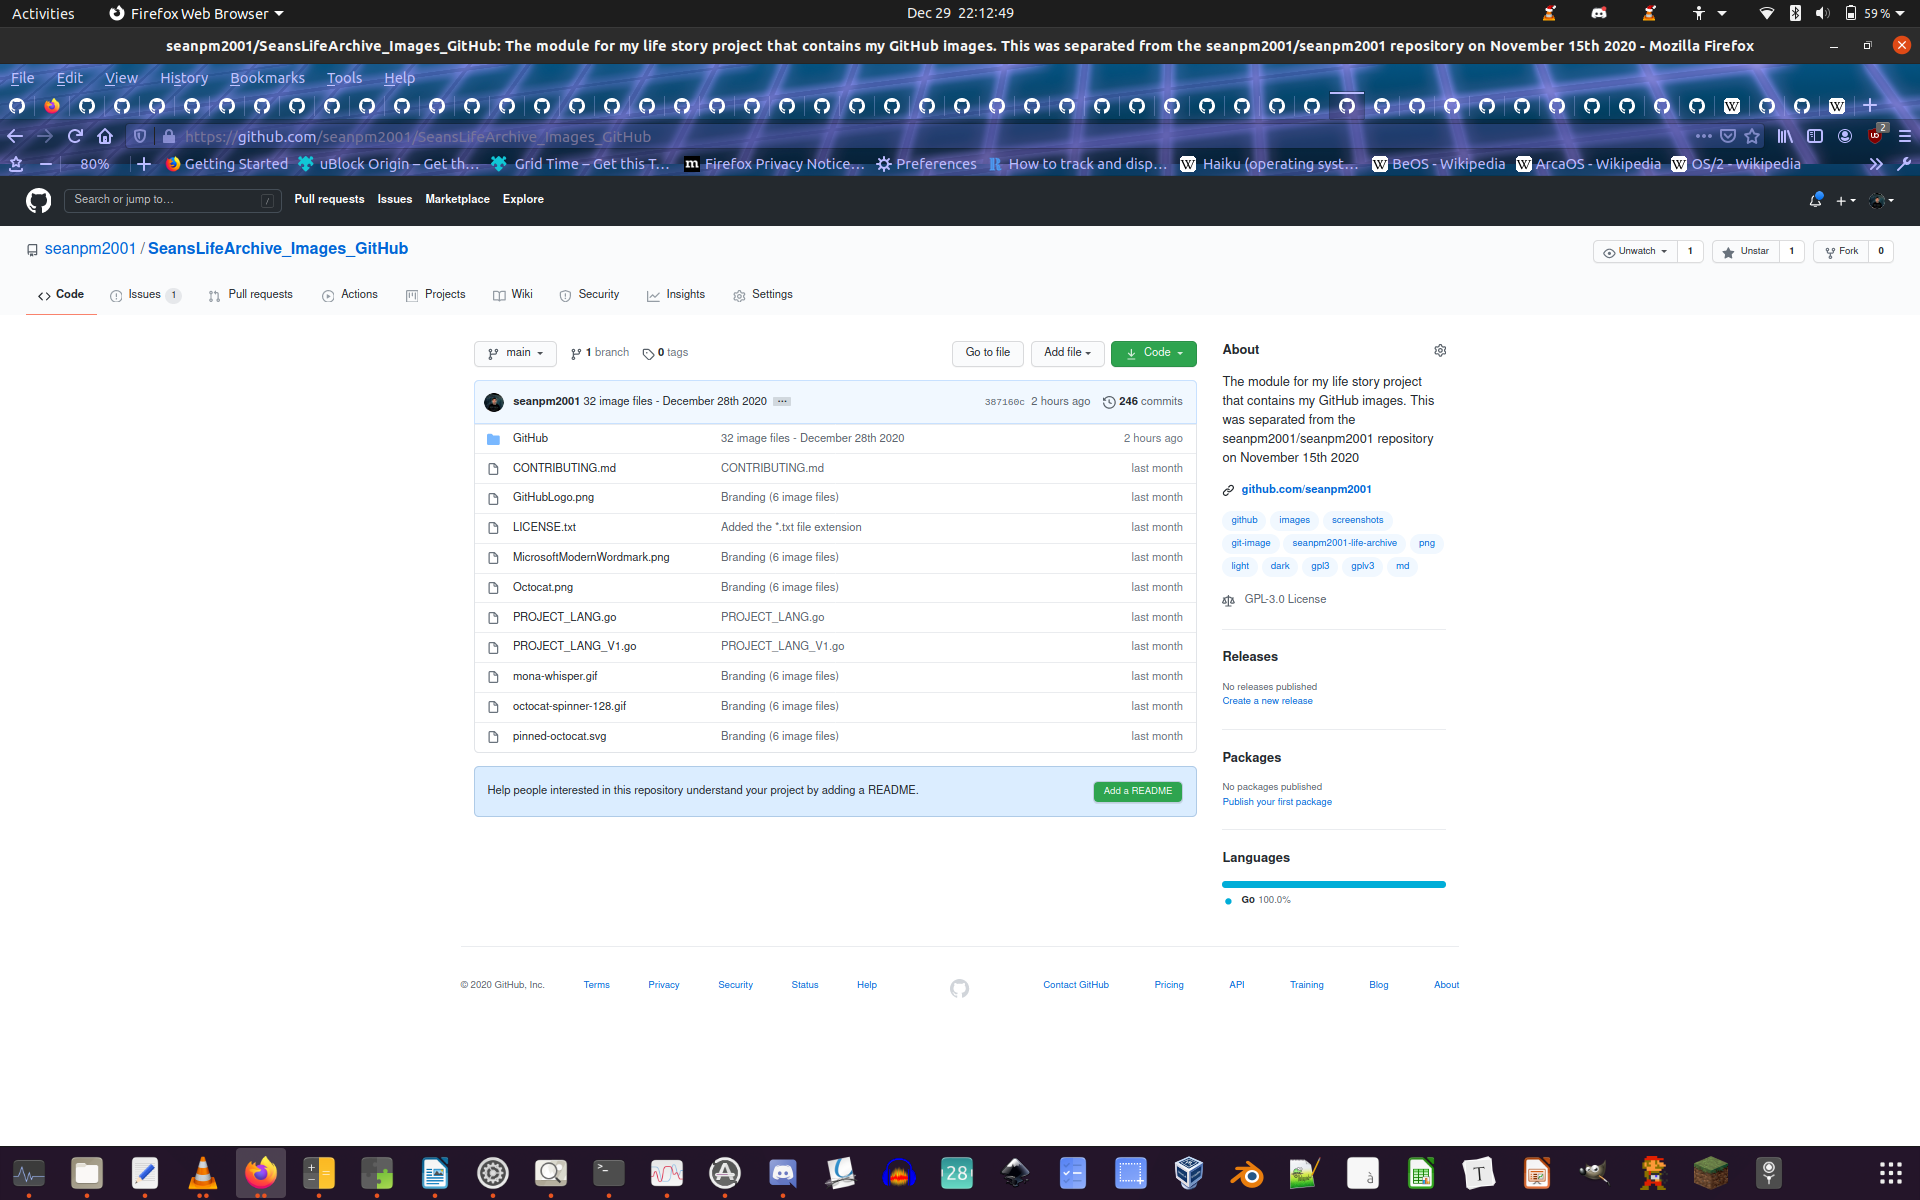 Activities Firefox Web Browser Dec 29 22:12:49 59 %
seanpm2001/SeansLifeArchive_Images_GitHub: The module for my life story project that contains my GitHub images. This was separated from the seanpm2001/seanpm2001 repository on November 15th 2020 - Mozilla Firefox
File Edit View History Bookmarks Tools Help
https://github.com/seanpm2001/SeansLifeArchive_Images_GitHub 2
80% Getting Started uBlock Origin – Get th… Grid Time – Get this T… Firefox Privacy Notice… Preferences How to track and disp… Haiku (operating syst… BeOS - Wikipedia ArcaOS - Wikipedia OS/2 - Wikipedia
Search or jump to… / Pull requests Issues Marketplace Explore
seanpm2001 / SeansLifeArchive_Images_GitHub Unwatch 1 Unstar 1 Fork 0
Code Issues 1 Pull requests Actions Projects Wiki Security Insights Settings
main 1 branch 0 tags Go to file Add file Code
seanpm2001 32 image files - December 28th 2020 ... 387160c 2 hours ago 246 commits
GitHub 32 image files - December 28th 2020 2 hours ago
CONTRIBUTING.md CONTRIBUTING.md last month
GitHubLogo.png Branding (6 image files) last month
LICENSE.txt Added the *.txt file extension last month
MicrosoftModernWordmark.png Branding (6 image files) last month
Octocat.png Branding (6 image files) last month
PROJECT_LANG.go PROJECT_LANG.go last month
PROJECT_LANG_V1.go PROJECT_LANG_V1.go last month
mona-whisper.gif Branding (6 image files) last month
octocat-spinner-128.gif Branding (6 image files) last month
pinned-octocat.svg Branding (6 image files) last month
Help people interested in this repository understand your project by adding a README. Add a README
About
The module for my life story project
that contains my GitHub images. This
was separated from the
seanpm2001/seanpm2001 repository
on November 15th 2020
github.com/seanpm2001
github images screenshots
git-image seanpm2001-life-archive png
light dark gpl3 gplv3 md
GPL-3.0 License
Releases
No releases published
Create a new release
Packages
No packages published
Publish your first package
Languages
Go 100.0%
© 2020 GitHub, Inc. Terms Privacy Security Status Help Contact GitHub Pricing API Training Blog About
28